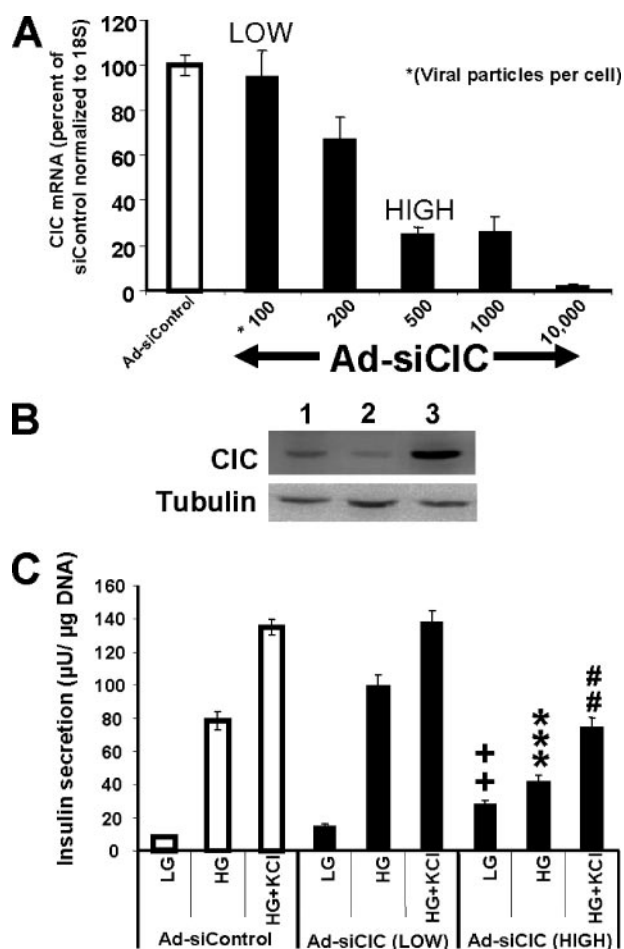 A
CIC mRNA (percent of
siControl normalized to 18S)
120
100
80
60
40
20
0
LOW
HIGH
*(Viral particles per cell)
Ad-siControl
* 100
200
500
1000
10,000
Ad-siCIC
B
1 2 3
CIC
Tubulin
C
Insulin secretion (µU/ µg DNA)
160
140
120
100
80
60
40
20
0
++
***
##
LG HG HG+KCl LG HG HG+KCl LG HG HG+KCl
Ad-siControl Ad-siCIC (LOW) Ad-siCIC (HIGH)